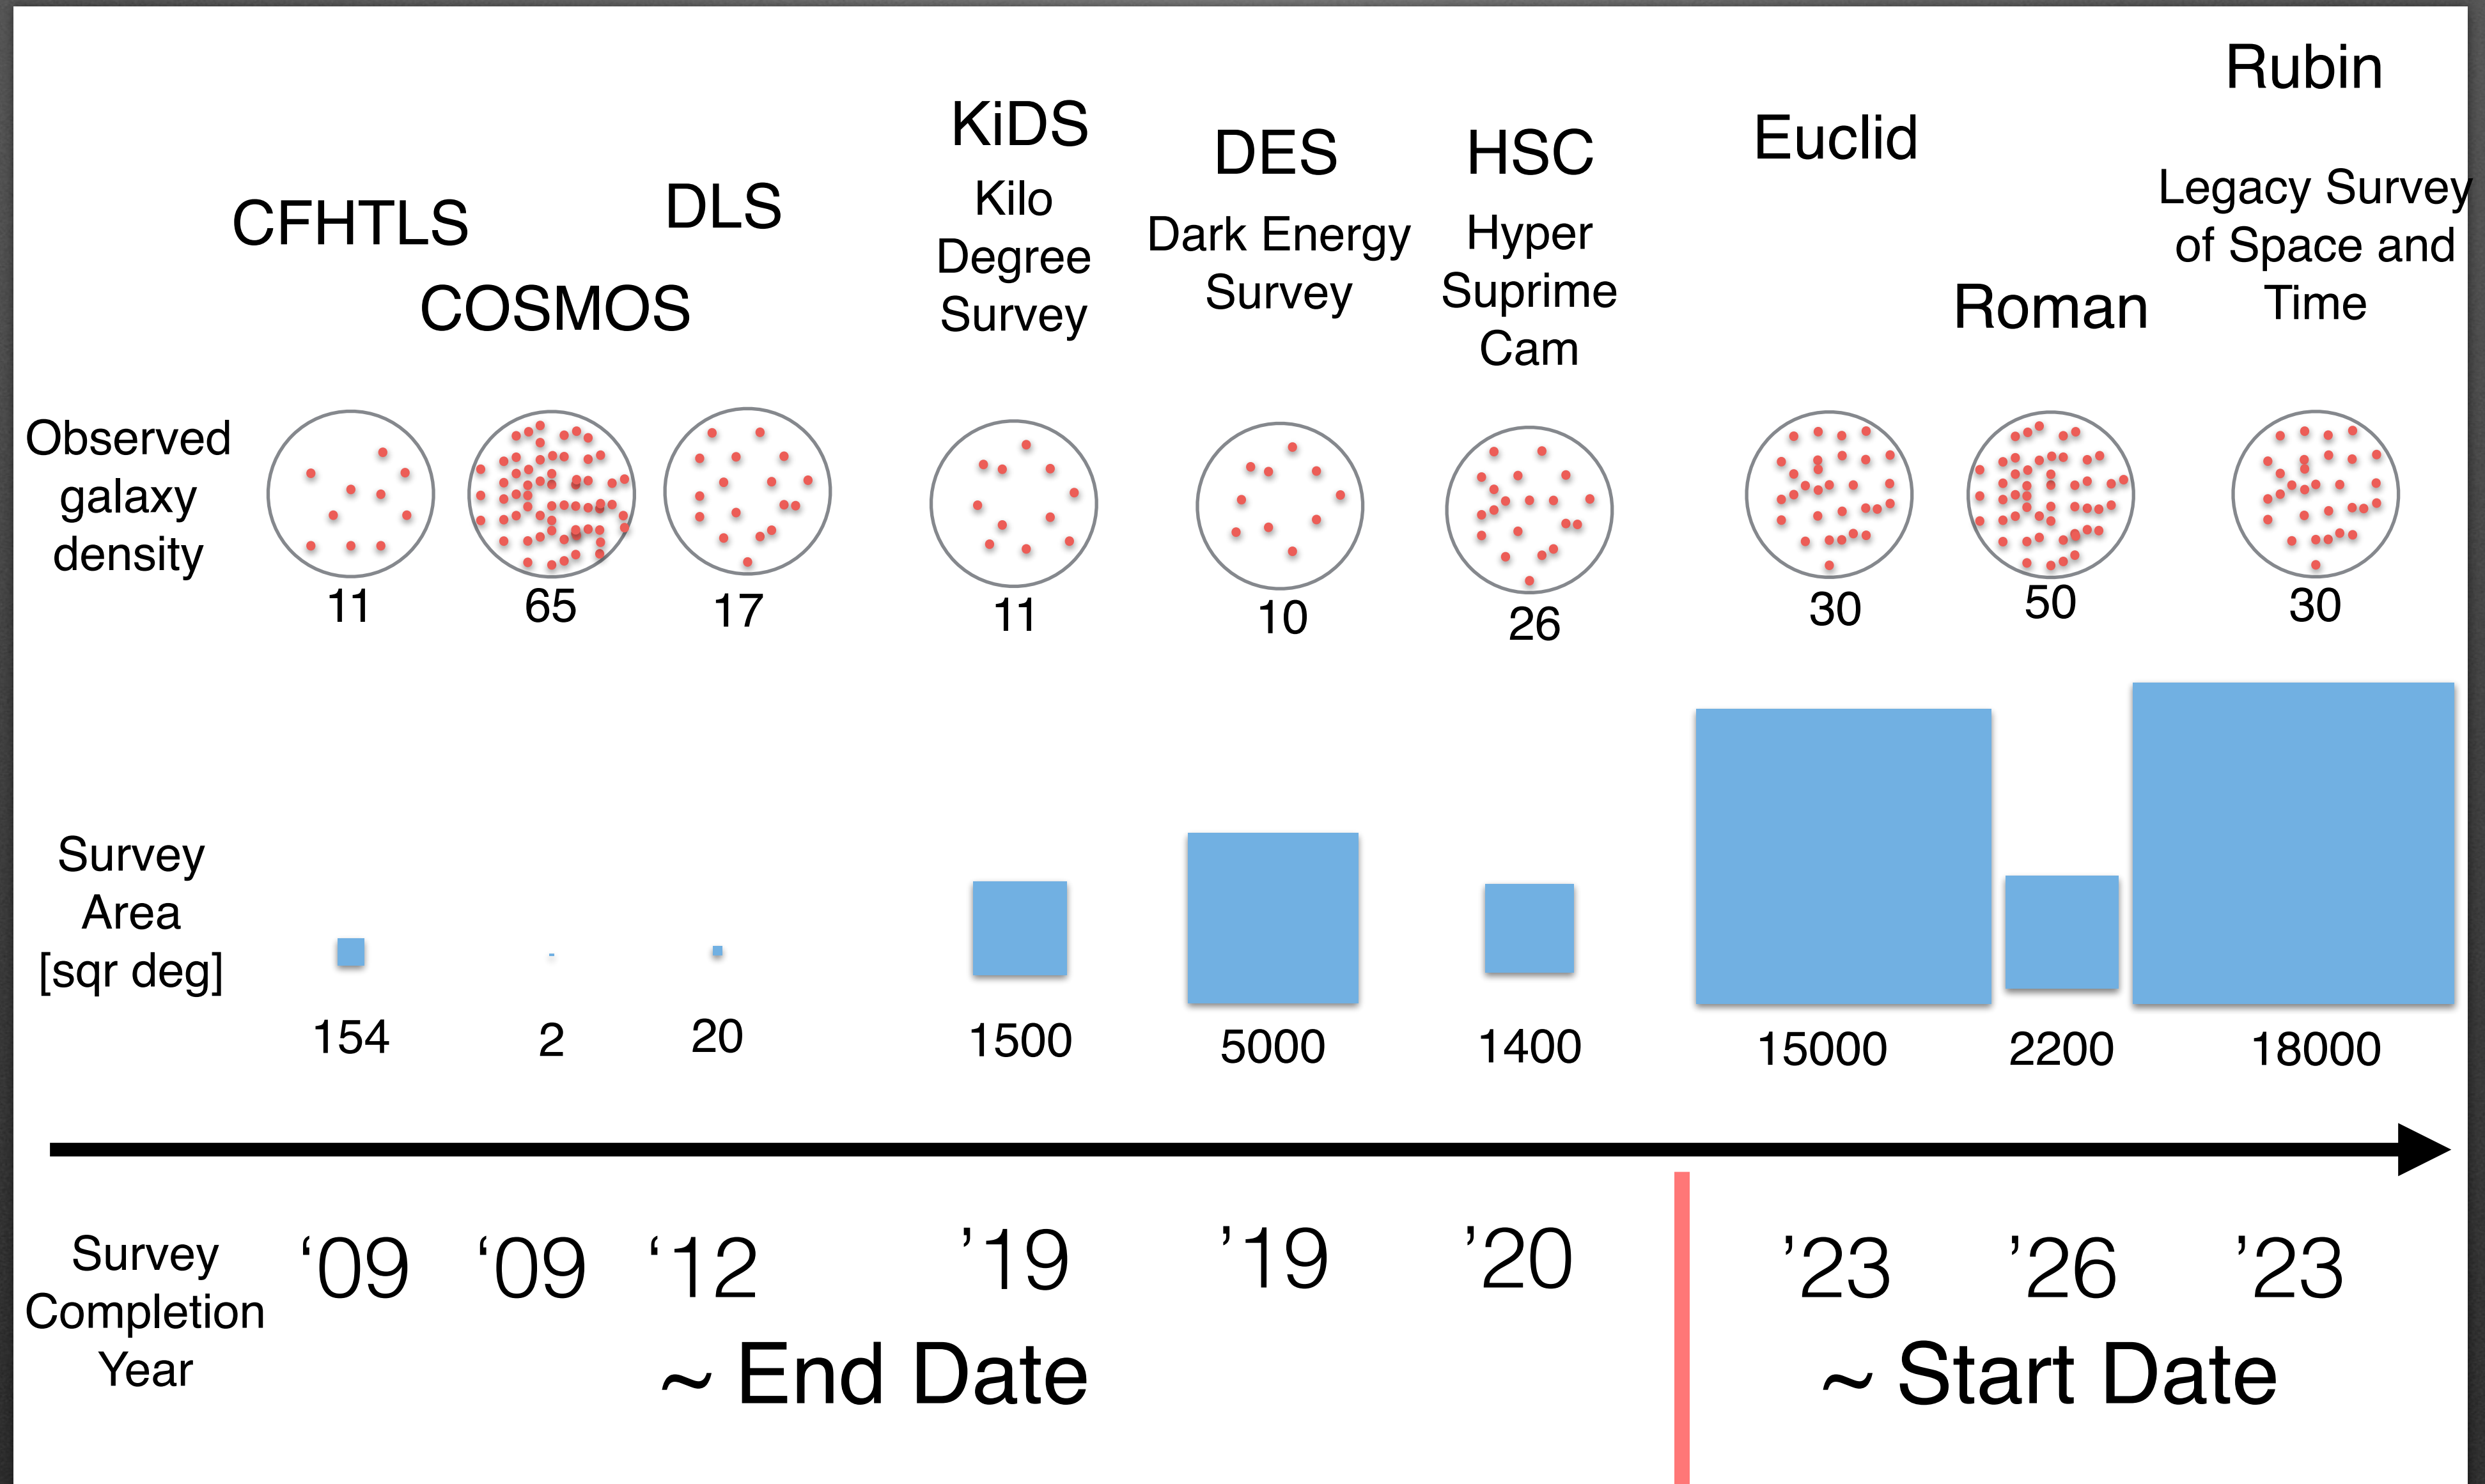 CFHTLS
COSMOS
DLS
KiDS
Kilo
Degree
Survey
DES
Dark Energy
Survey
HSC
Hyper
Suprime
Cam
Euclid
Roman
Rubin
Legacy Survey
of Space and
Time
Observed
galaxy
density
11
65
17
11
10
26
30
50
30
Survey
Area
[sqr deg]
154
2
20
1500
5000
1400
15000
2200
18000
Survey
Completion
Year
‘09
‘09
‘12
’19
’19
’20
’23
’26
’23
~ End Date
~ Start Date